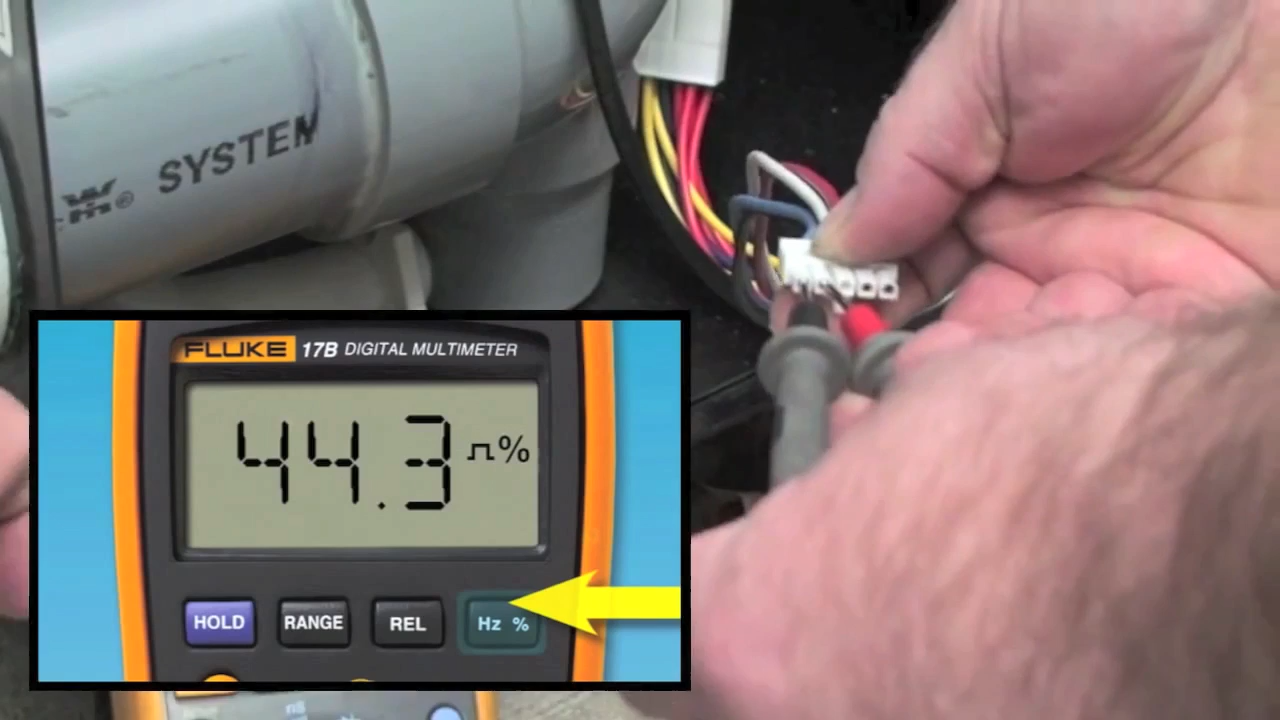 SYSTEM
FLUKE 17B DIGITAL MULTIMETER
44.3 %
HOLD RANGE REL Hz %